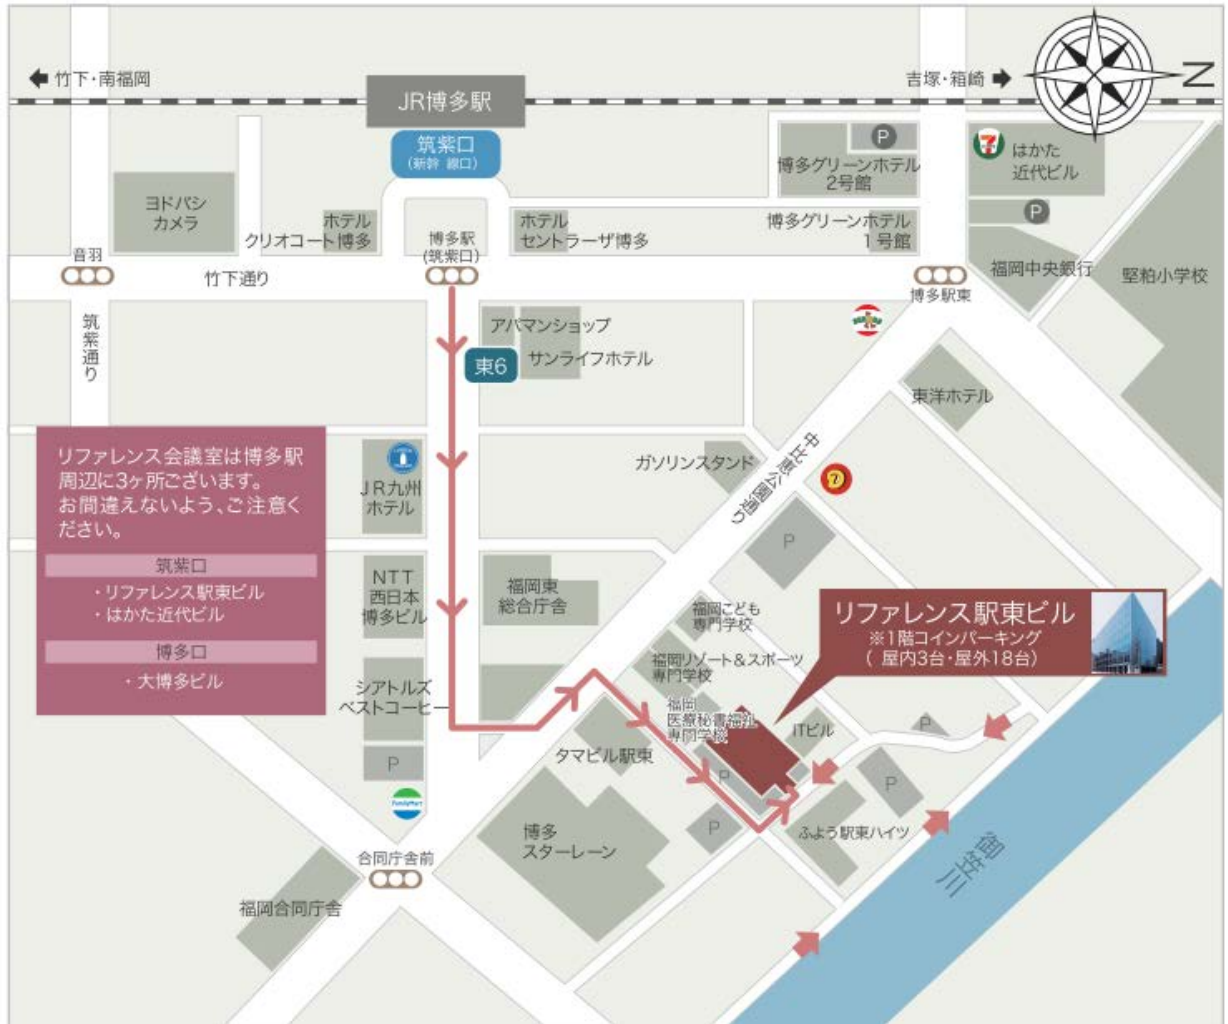 竹下・南福岡
JR博多駅
吉塚・箱崎
N
筑紫口
(新幹線口)
P
博多グリーンホテル
2号館
7
はかた
近代ビル
P
ヨドバシ
カメラ
ホテル
クリオコート博多
ホテル
セントラーザ博多
博多グリーンホテル
1号館
音羽
博多駅
(筑紫口)
竹下通り
博多駅東
福岡中央銀行
堅粕小学校
筑紫通り
アパマンショップ
サンライフホテル
東6
東洋ホテル
中比恵公園通り
ガソリンスタンド
リファレンス会議室は博多駅
周辺に3ヶ所ございます。
お間違えないよう、ご注意く
ださい。
筑紫口
・リファレンス駅東ビル
・はかた近代ビル
博多口
・大博多ビル
JR九州
ホテル
P
NTT
西日本
博多ビル
福岡東
総合庁舎
福岡こども
専門学校
リファレンス駅東ビル
※1階コインパーキング
( 屋内3台・屋外18台)
福岡リゾート&スポーツ
専門学校
シアトルズ
ベストコーヒー
福岡
医療秘書福祉
専門学校
ITビル
P
タマビル駅東
P
P
P
P
FamilyMart
博多
スターレーン
ふよう駅東ハイツ
御笠川
合同庁舎前
福岡合同庁舎